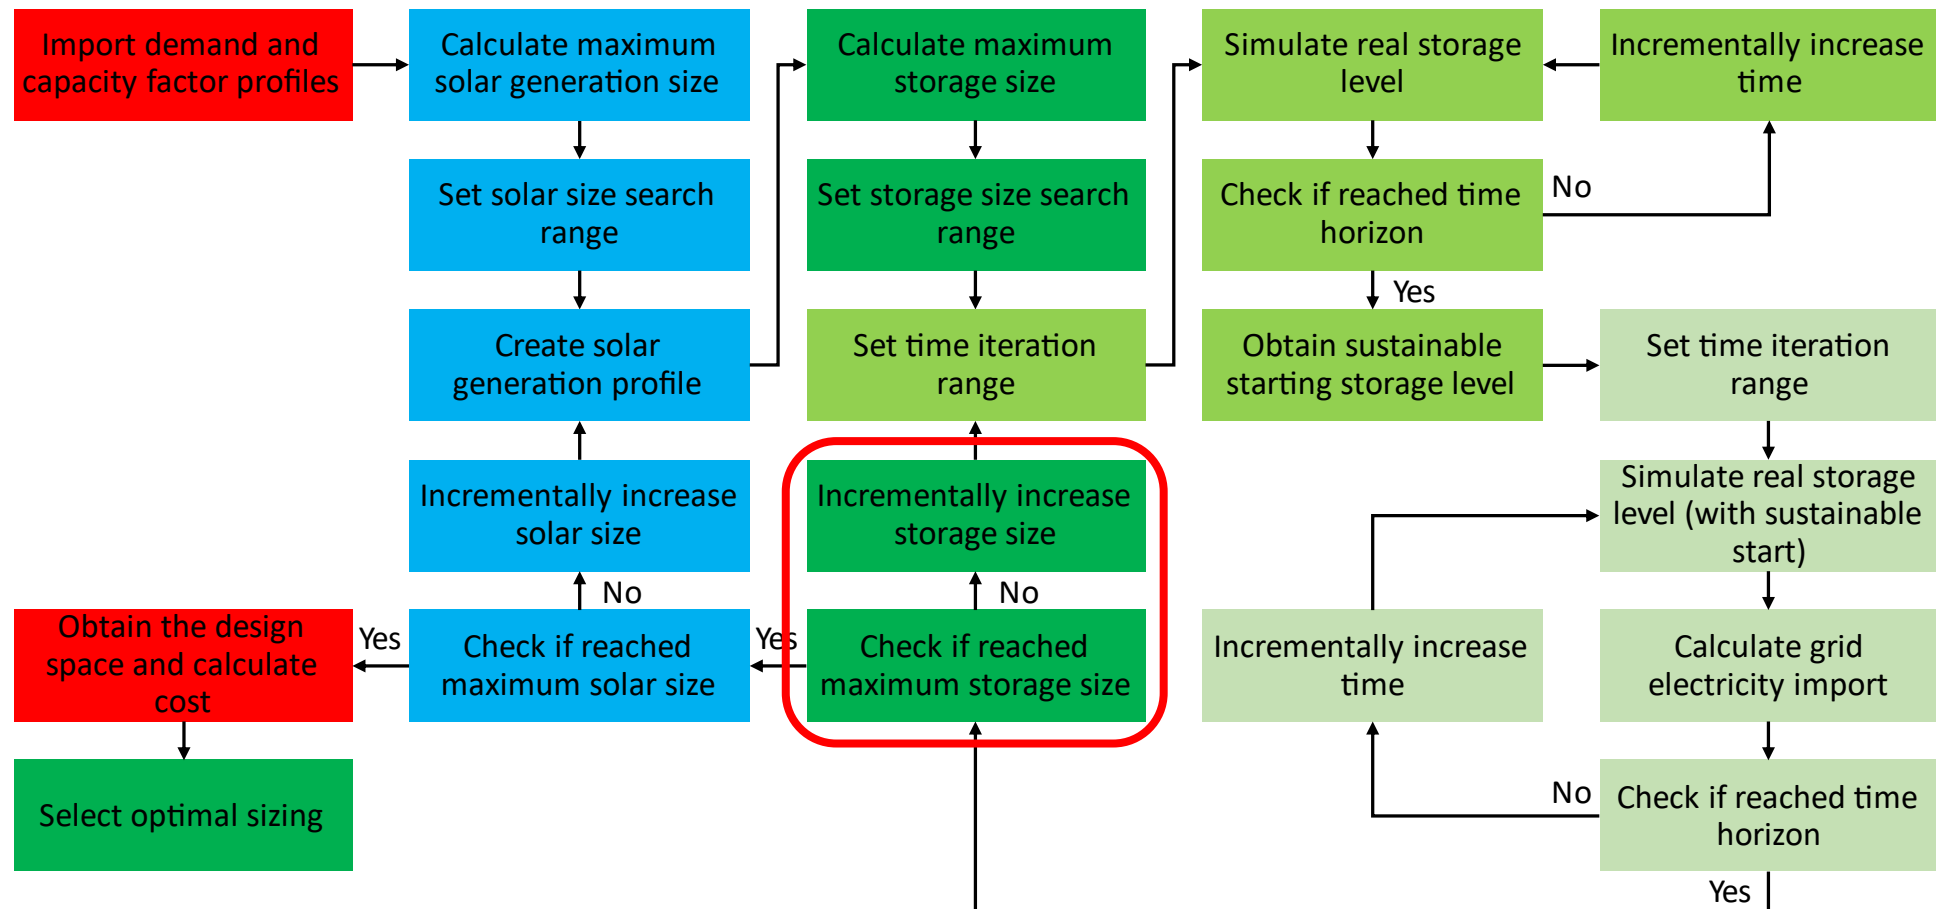 Import demand and
capacity factor profiles
Calculate maximum
solar generation size
Calculate maximum
storage size
Simulate real storage
level
Incrementally increase
time
Set solar size search
range
Set storage size search
range
Check if reached time
horizon
No
Yes
Create solar
generation profile
Set time iteration
range
Obtain sustainable
starting storage level
Set time iteration
range
Incrementally increase
solar size
Incrementally increase
storage size
Simulate real storage
level (with sustainable
start)
No
No
Obtain the design
space and calculate
cost
Yes
Check if reached
maximum solar size
Yes
Check if reached
maximum storage size
Incrementally increase
time
Calculate grid
electricity import
Select optimal sizing
No
Check if reached time
horizon
Yes